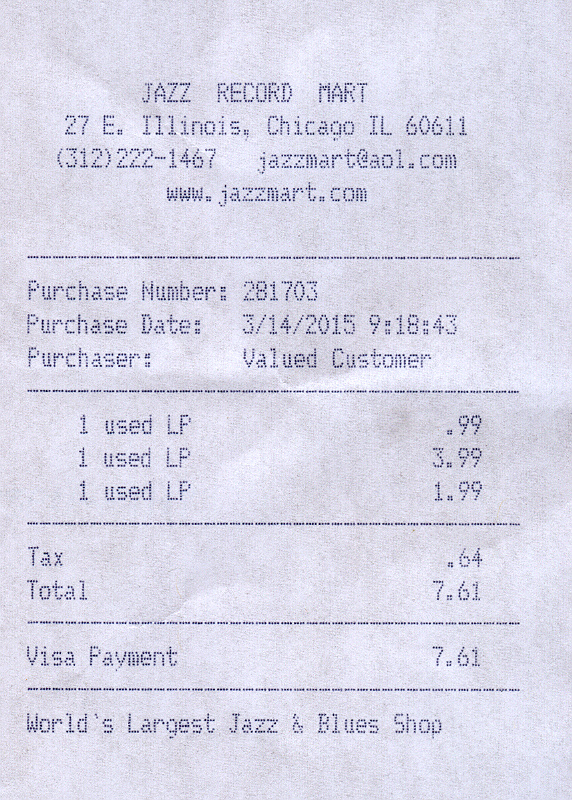 JAZZ RECORD MART
27 E. Illinois, Chicago IL 60611
(312)222-1467 jazzmart@aol.com
www.jazzmart.com
Purchase Number: 281703
Purchase Date: 3/14/2015 9:18:43
Purchaser: Valued Customer
1 used LP .99
1 used LP 3.99
1 used LP 1.99
Tax .64
Total 7.61
Visa Payment 7.61
World's Largest Jazz & Blues Shop